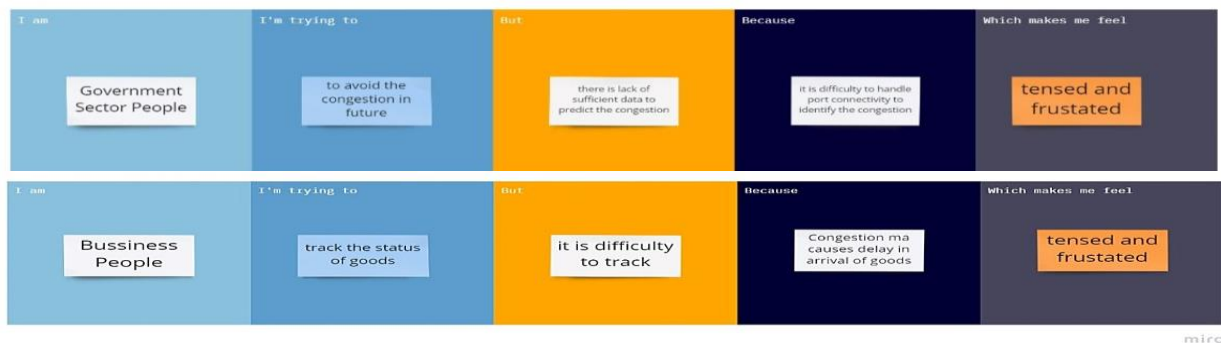 I am
I'm trying to
But
Because
Which makes me feel
Government
Sector People
to avoid the
congestion in
future
there is lack of
sufficient data to
predict the congestion
it is difficulty to handle
port connectivity to
identify the congestion
tensed and
frustated
I am
I'm trying to
But
Because
Which makes me feel
Bussiness
People
track the status
of goods
it is difficulty
to track
Congestion ma
causes delay in
arrival of goods
tensed and
frustated
miro